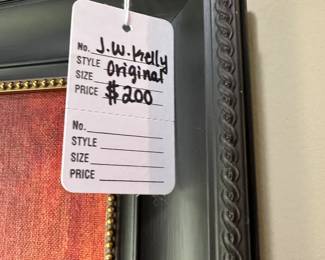 No. J.W. Kelly
STYLE Original
SIZE
PRICE $200
No.
STYLE
SIZE
PRICE